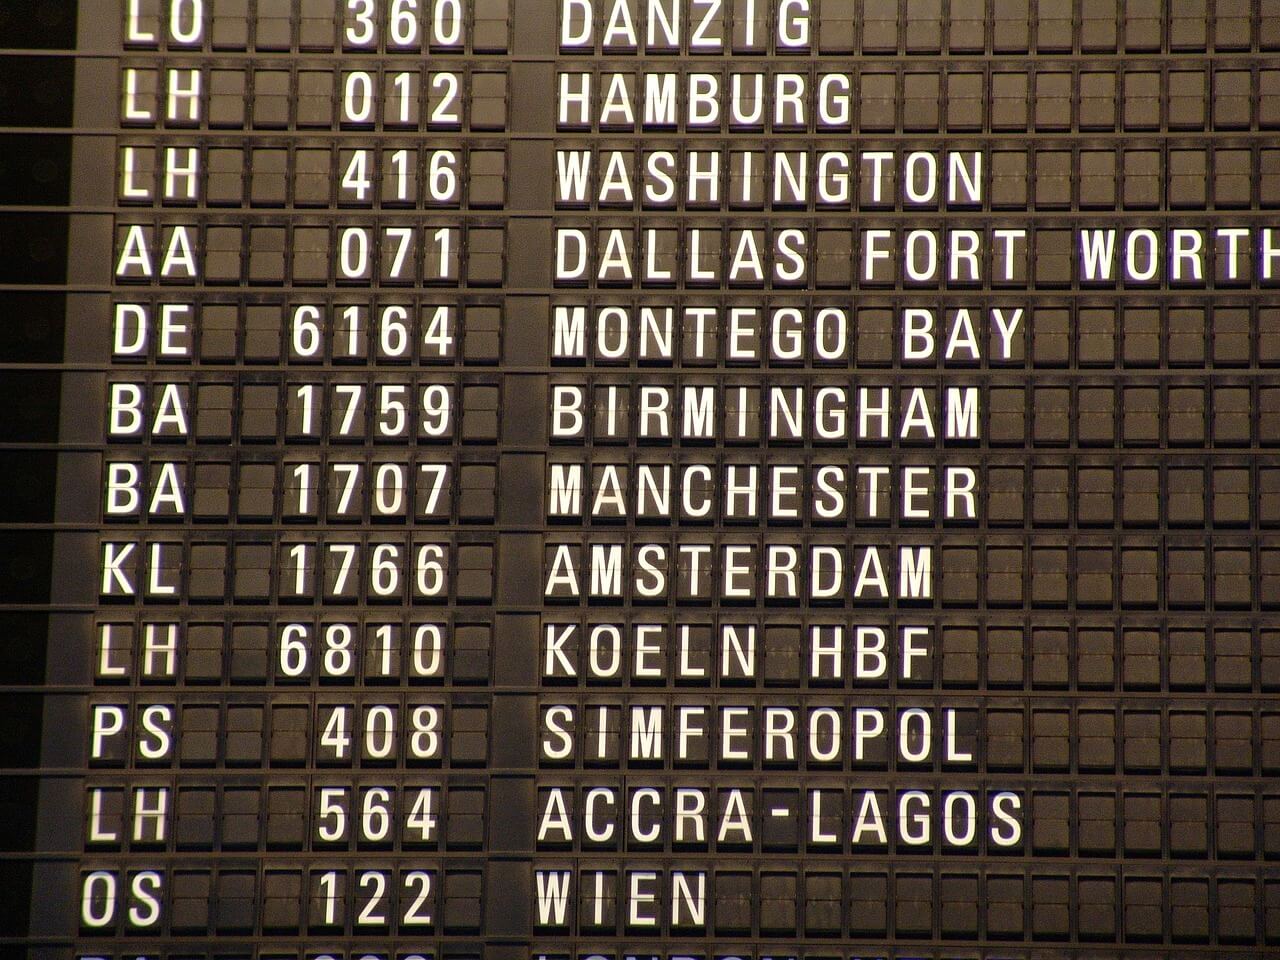 LO 360 DANZIG
LH 012 HAMBURG
LH 416 WASHINGTON
AA 071 DALLAS FORT WORTH
DE 6164 MONTEGO BAY
BA 1759 BIRMINGHAM
BA 1707 MANCHESTER
KL 1766 AMSTERDAM
LH 6810 KOELN HBF
PS 408 SIMFEROPOL
LH 564 ACCRA-LAGOS
OS 122 WIEN